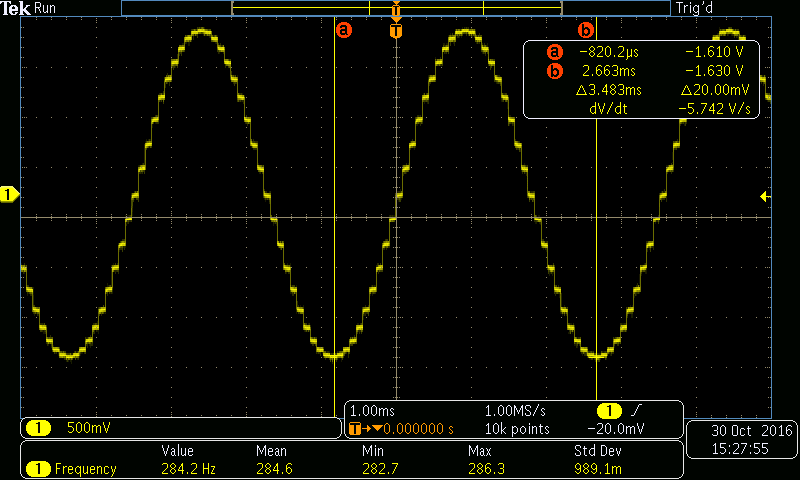 Tek Run Trig'd
a T b
a -820.2µs -1.610 V
b 2.663ms -1.630 V
Δ3.483ms Δ20.00mV
dV/dt -5.742 V/s
1
1 500mV
1.00ms 1.00MS/s 1
T→▼0.000000 s 10k points -20.0mV
30 Oct 2016
15:27:55
Value Mean Min Max Std Dev
1 Frequency 284.2 Hz 284.6 282.7 286.3 989.1m